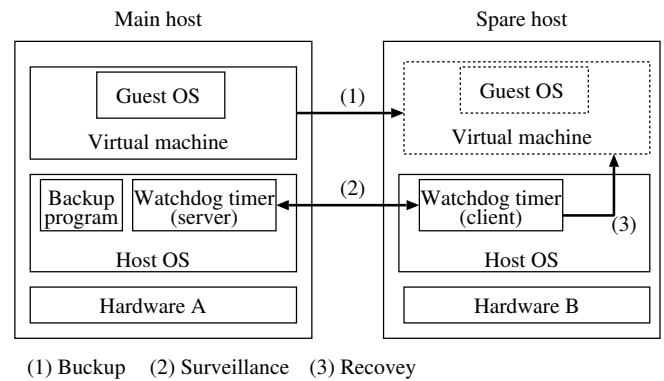 Main host
Spare host
Guest OS
Virtual machine
(1)
Guest OS
Virtual machine
Backup
program
Watchdog timer
(server)
Host OS
(2)
Watchdog timer
(client)
(3)
Host OS
Hardware A
Hardware B
(1) Buckup (2) Surveillance (3) Recovey